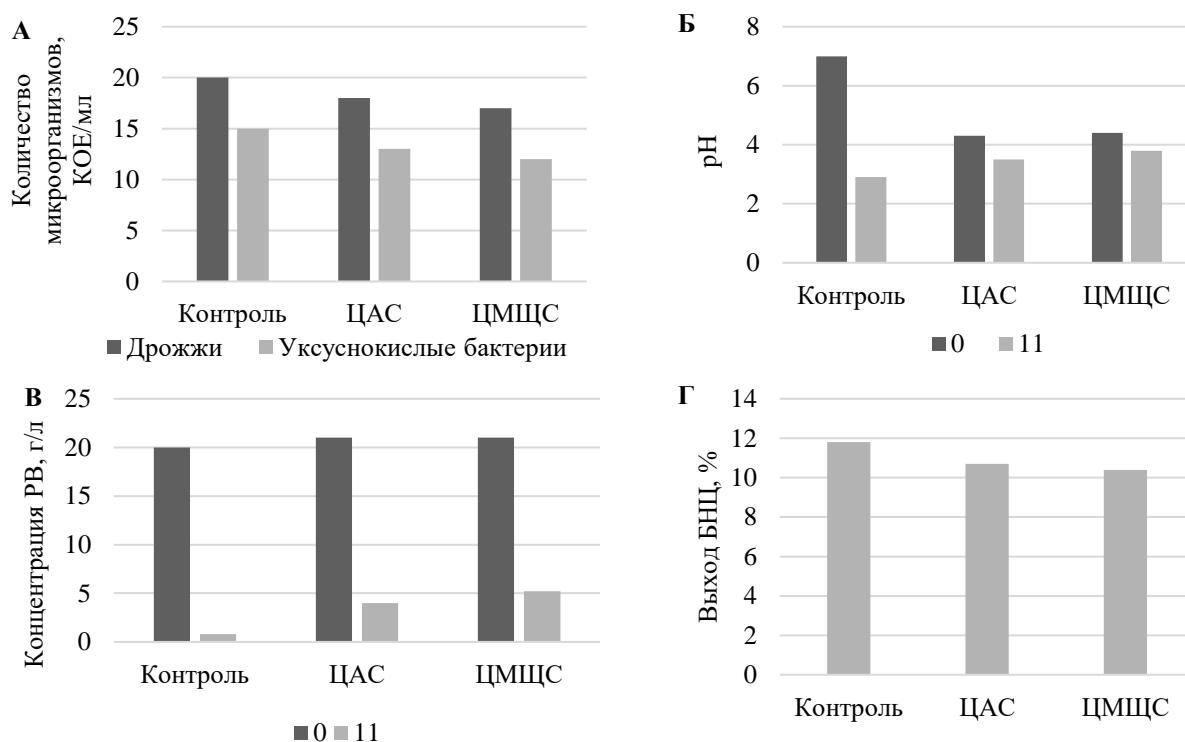 А
Количество
микроорганизмов,
КОЕ/мл
25
20
15
10
5
0
Контроль ЦАС ЦМЩС
Дрожжи Уксуснокислые бактерии
Б
pH
8
6
4
2
0
Контроль ЦАС ЦМЩС
0 11
В
Концентрация РВ, г/л
25
20
15
10
5
0
Контроль ЦАС ЦМЩС
0 11
Г
Выход БНЦ, %
14
12
10
8
6
4
2
0
Контроль ЦАС ЦМЩС